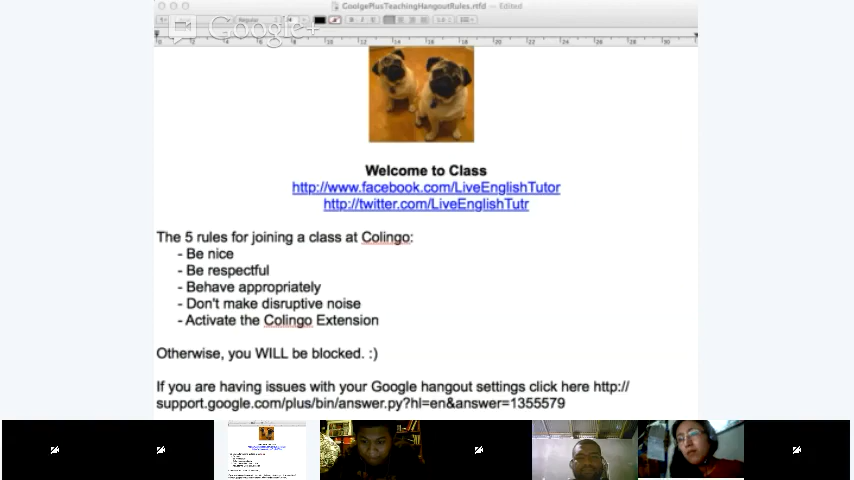 GoolgePlusTeachingHangoutRules.rtfd — Edited
Regular
Google+
Welcome to Class
http://www.facebook.com/LiveEnglishTutor
http://twitter.com/LiveEnglishTutr
The 5 rules for joining a class at Colingo:
- Be nice
- Be respectful
- Behave appropriately
- Don't make disruptive noise
- Activate the Colingo Extension
Otherwise, you WILL be blocked. :)
If you are having issues with your Google hangout settings click here http://
support.google.com/plus/bin/answer.py?hl=en&answer=1355579